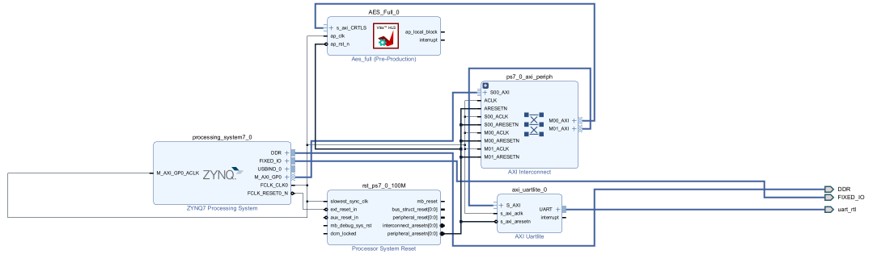 AES_Full_0
s_axi_CRTLS
ap_clk
ap_rst_n
ap_local_block
interrupt
Aes_full (Pre-Production)
ps7_0_axi_periph
S00_AXI
ACLK
ARESETN
S00_ACLK
S00_ARESETN
M00_ACLK
M00_ARESETN
M01_ACLK
M01_ARESETN
M00_AXI
M01_AXI
AXI Interconnect
processing_system7_0
M_AXI_GP0_ACLK
ZYNQ
DDR
FIXED_IO
USBIND_0
M_AXI_GP0
FCLK_CLK0
FCLK_RESET0_N
ZYNQ7 Processing System
rst_ps7_0_100M
slowest_sync_clk
ext_reset_in
aux_reset_in
mb_debug_sys_rst
dcm_locked
mb_reset
bus_struct_reset[0:0]
peripheral_reset[0:0]
interconnect_aresetn[0:0]
peripheral_aresetn[0:0]
Processor System Reset
axi_uartlite_0
S_AXI
s_axi_aclk
s_axi_aresetn
UART
interrupt
AXI Uartlite
DDR
FIXED_IO
uart_rtl